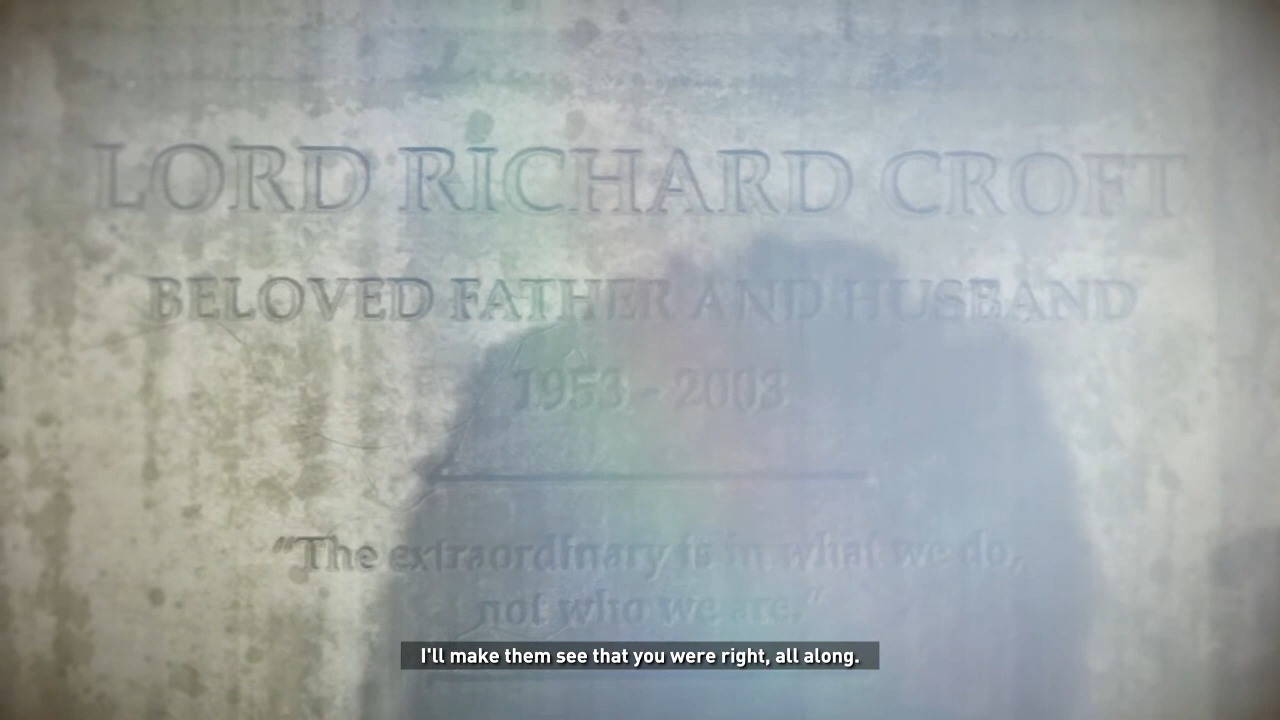 LORD RICHARD CROFT
BELOVED FATHER AND HUSBAND
1953 - 2003
“The extraordinary is in what we do,
not who we are.”
I'll make them see that you were right, all along.